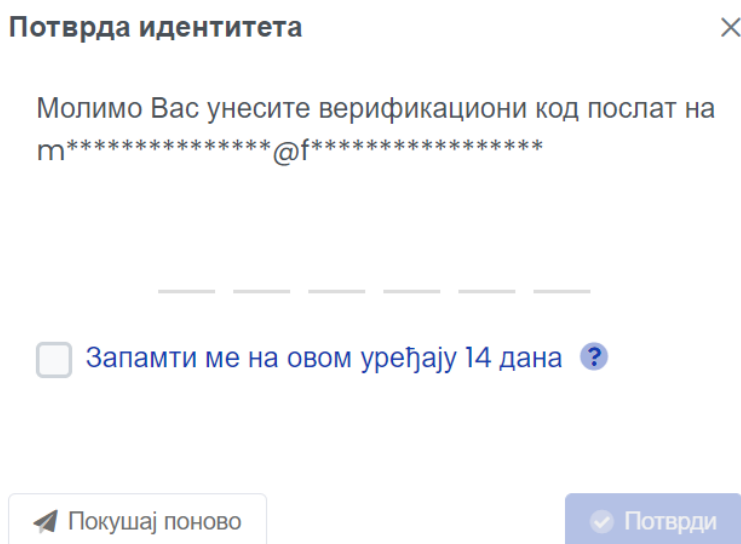 Потврда идентитета
Молимо Вас унесите верификациони код послат на
m***************@f*****************
Запамти ме на овом уређају 14 дана ?
Покушај поново
Потврди